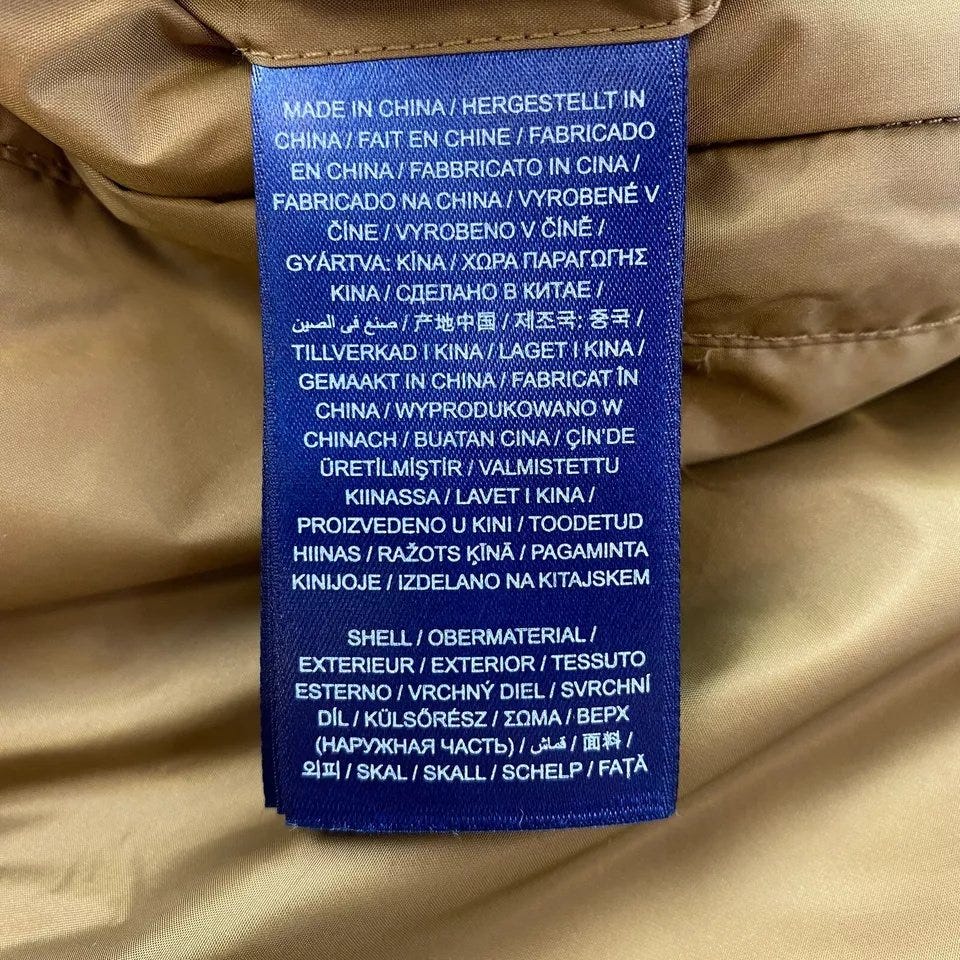 MADE IN CHINA / HERGESTELLT IN
CHINA / FAIT EN CHINE / FABRICADO
EN CHINA / FABBRICATO IN CINA /
FABRICADO NA CHINA / VYROBENÉ V
ČÍNE / VYROBENO V ČÍNĚ /
GYÁRTVA: KÍNA / ΧΩΡΑ ΠΑΡΑΓΩΓΗΣ
KINA / СДЕЛАНО В КИТАЕ /
صنع في الصين / 产地中国 / 제조국: 중국 /
TILLVERKAD I KINA / LAGET I KINA /
GEMAAKT IN CHINA / FABRICAT ÎN
CHINA / WYPRODUKOWANO W
CHINACH / BUATAN CINA / ÇİN'DE
ÜRETİLMİŞTİR / VALMISTETTU
KIINASSA / LAVET I KINA /
PROIZVEDENO U KINI / TOODETUD
HIINAS / RAŽOTS ĶĪNĀ / PAGAMINTA
KINIJOJE / IZDELANO NA KITAJSKEM
SHELL / OBERMATERIAL /
EXTERIEUR / EXTERIOR / TESSUTO
ESTERNO / VRCHNÝ DIEL / SVRCHNÍ
DÍL / KÜLSŐRÉSZ / ΣΩΜΑ / ВЕРХ
(НАРУЖНАЯ ЧАСТЬ) / قماش / 面料 /
외피 / SKAL / SKALL / SCHELP / FAȚĂ